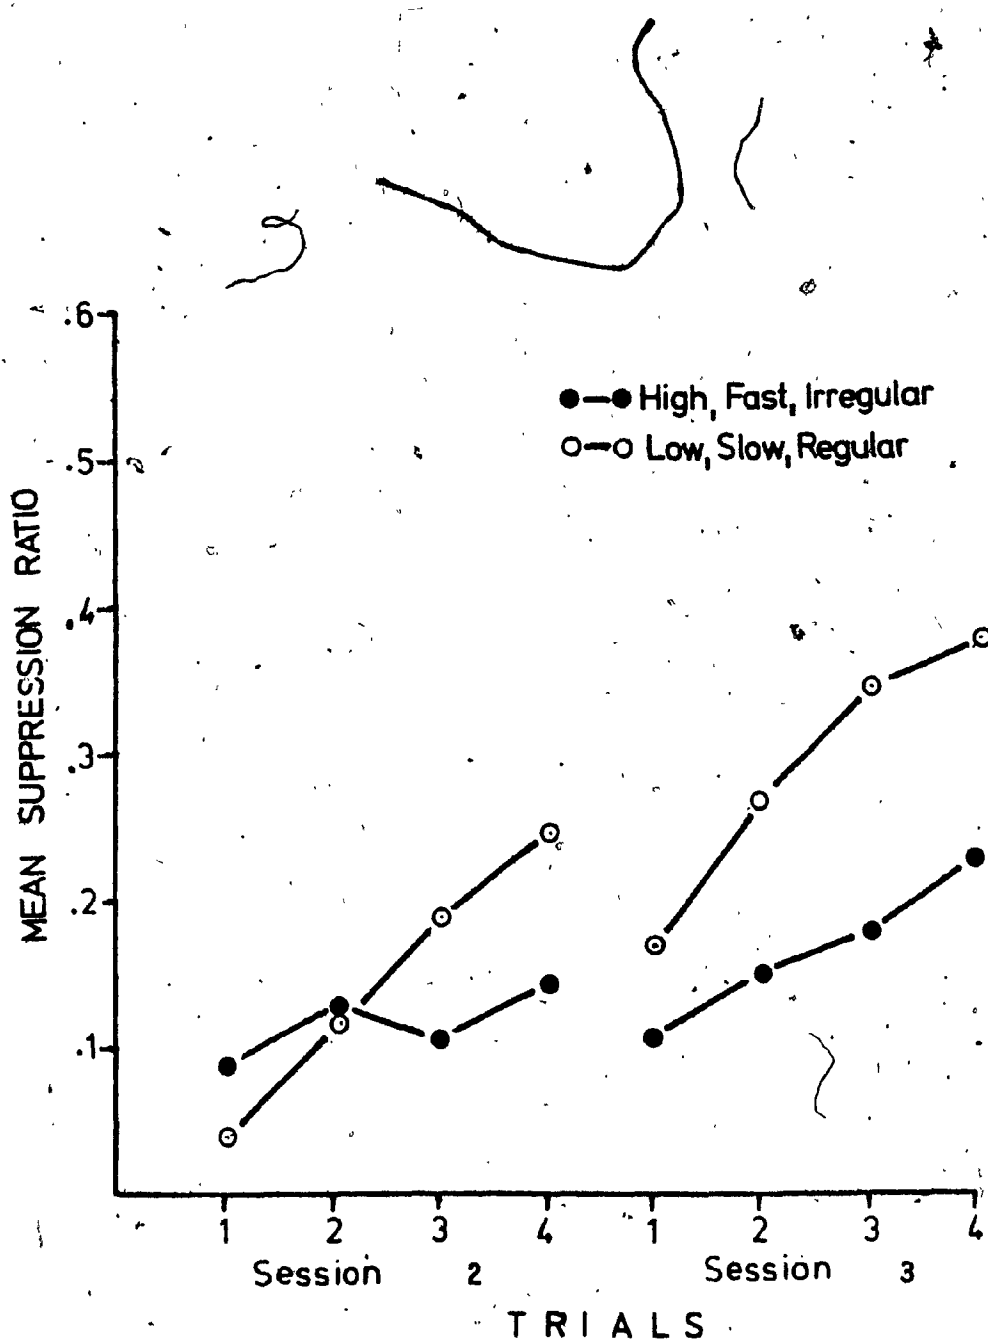 .6
High, Fast, Irregular
Low, Slow, Regular
.5
.4
.3
.2
.1
MEAN SUPPRESSION RATIO
1 2 3 4 1 2 3 4
Session 2 Session 3
TRIALS